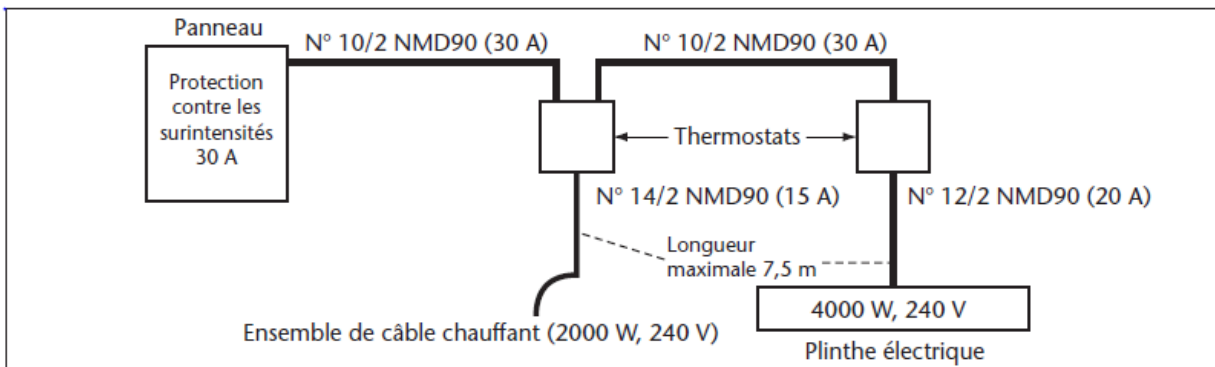 Panneau
N° 10/2 NMD90 (30 A)
N° 10/2 NMD90 (30 A)
Protection
contre les
surintensités
30 A
Thermostats
N° 14/2 NMD90 (15 A)
N° 12/2 NMD90 (20 A)
Longueur
maximale 7,5 m
Ensemble de câble chauffant (2000 W, 240 V)
4000 W, 240 V
Plinthe électrique